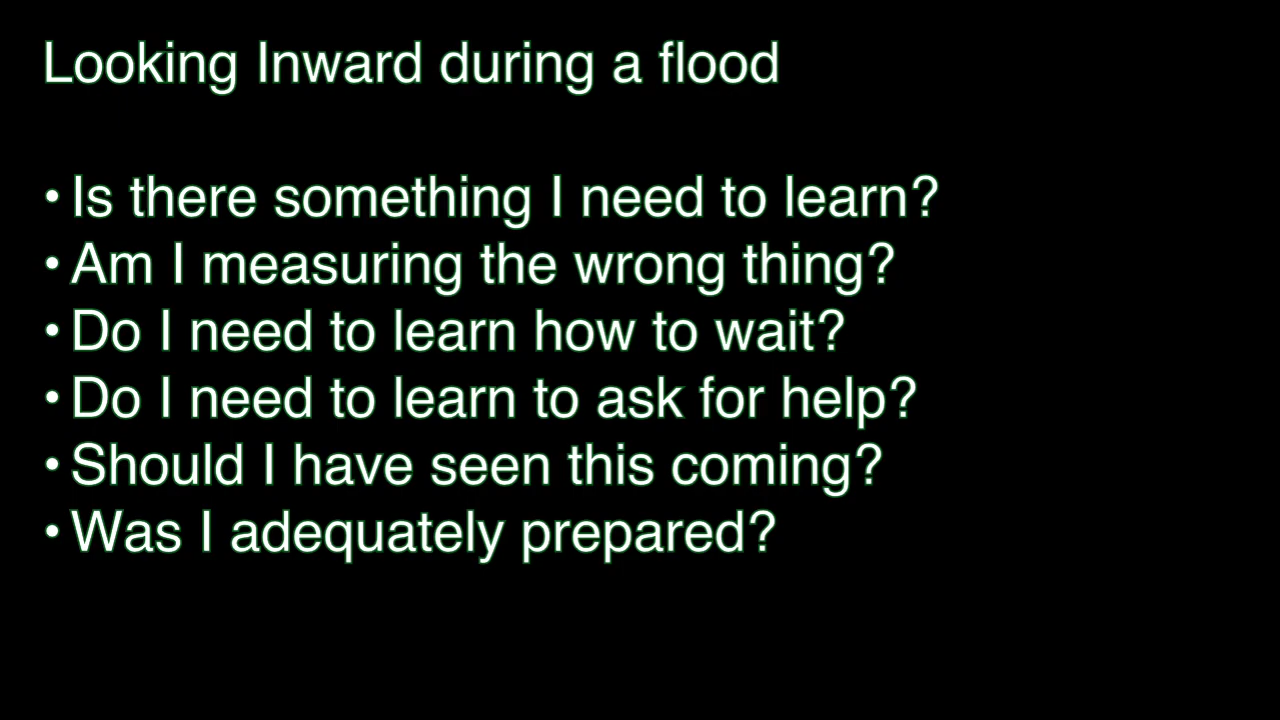 Looking Inward during a flood
• Is there something I need to learn?
• Am I measuring the wrong thing?
• Do I need to learn how to wait?
• Do I need to learn to ask for help?
• Should I have seen this coming?
• Was I adequately prepared?